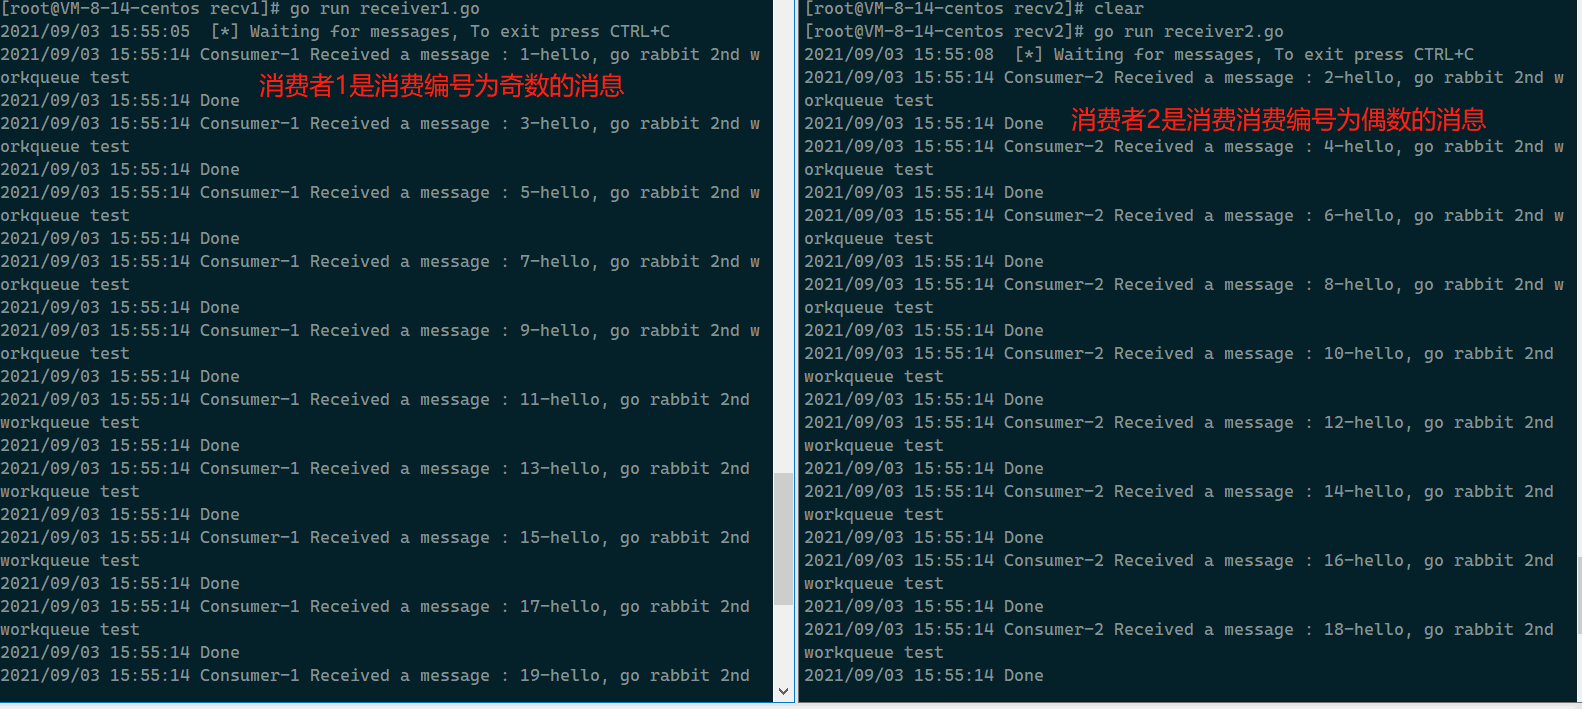 [root@VM-8-14-centos recv1]# go run receiver1.go
2021/09/03 15:55:05  [*] Waiting for messages, To exit press CTRL+C
2021/09/03 15:55:14 Consumer-1 Received a message : 1-hello, go rabbit 2nd w
orkqueue test
消费者1是消费编号为奇数的消息
2021/09/03 15:55:14 Done
2021/09/03 15:55:14 Consumer-1 Received a message : 3-hello, go rabbit 2nd w
orkqueue test
2021/09/03 15:55:14 Done
2021/09/03 15:55:14 Consumer-1 Received a message : 5-hello, go rabbit 2nd w
orkqueue test
2021/09/03 15:55:14 Done
2021/09/03 15:55:14 Consumer-1 Received a message : 7-hello, go rabbit 2nd w
orkqueue test
2021/09/03 15:55:14 Done
2021/09/03 15:55:14 Consumer-1 Received a message : 9-hello, go rabbit 2nd w
orkqueue test
2021/09/03 15:55:14 Done
2021/09/03 15:55:14 Consumer-1 Received a message : 11-hello, go rabbit 2nd
workqueue test
2021/09/03 15:55:14 Done
2021/09/03 15:55:14 Consumer-1 Received a message : 13-hello, go rabbit 2nd
workqueue test
2021/09/03 15:55:14 Done
2021/09/03 15:55:14 Consumer-1 Received a message : 15-hello, go rabbit 2nd
workqueue test
2021/09/03 15:55:14 Done
2021/09/03 15:55:14 Consumer-1 Received a message : 17-hello, go rabbit 2nd
workqueue test
2021/09/03 15:55:14 Done
2021/09/03 15:55:14 Consumer-1 Received a message : 19-hello, go rabbit 2nd
[root@VM-8-14-centos recv2]# clear
[root@VM-8-14-centos recv2]# go run receiver2.go
2021/09/03 15:55:08  [*] Waiting for messages, To exit press CTRL+C
2021/09/03 15:55:14 Consumer-2 Received a message : 2-hello, go rabbit 2nd w
orkqueue test
2021/09/03 15:55:14 Done
消费者2是消费消费编号为偶数的消息
2021/09/03 15:55:14 Consumer-2 Received a message : 4-hello, go rabbit 2nd w
orkqueue test
2021/09/03 15:55:14 Done
2021/09/03 15:55:14 Consumer-2 Received a message : 6-hello, go rabbit 2nd w
orkqueue test
2021/09/03 15:55:14 Done
2021/09/03 15:55:14 Consumer-2 Received a message : 8-hello, go rabbit 2nd w
orkqueue test
2021/09/03 15:55:14 Done
2021/09/03 15:55:14 Consumer-2 Received a message : 10-hello, go rabbit 2nd
workqueue test
2021/09/03 15:55:14 Done
2021/09/03 15:55:14 Consumer-2 Received a message : 12-hello, go rabbit 2nd
workqueue test
2021/09/03 15:55:14 Done
2021/09/03 15:55:14 Consumer-2 Received a message : 14-hello, go rabbit 2nd
workqueue test
2021/09/03 15:55:14 Done
2021/09/03 15:55:14 Consumer-2 Received a message : 16-hello, go rabbit 2nd
workqueue test
2021/09/03 15:55:14 Done
2021/09/03 15:55:14 Consumer-2 Received a message : 18-hello, go rabbit 2nd
workqueue test
2021/09/03 15:55:14 Done